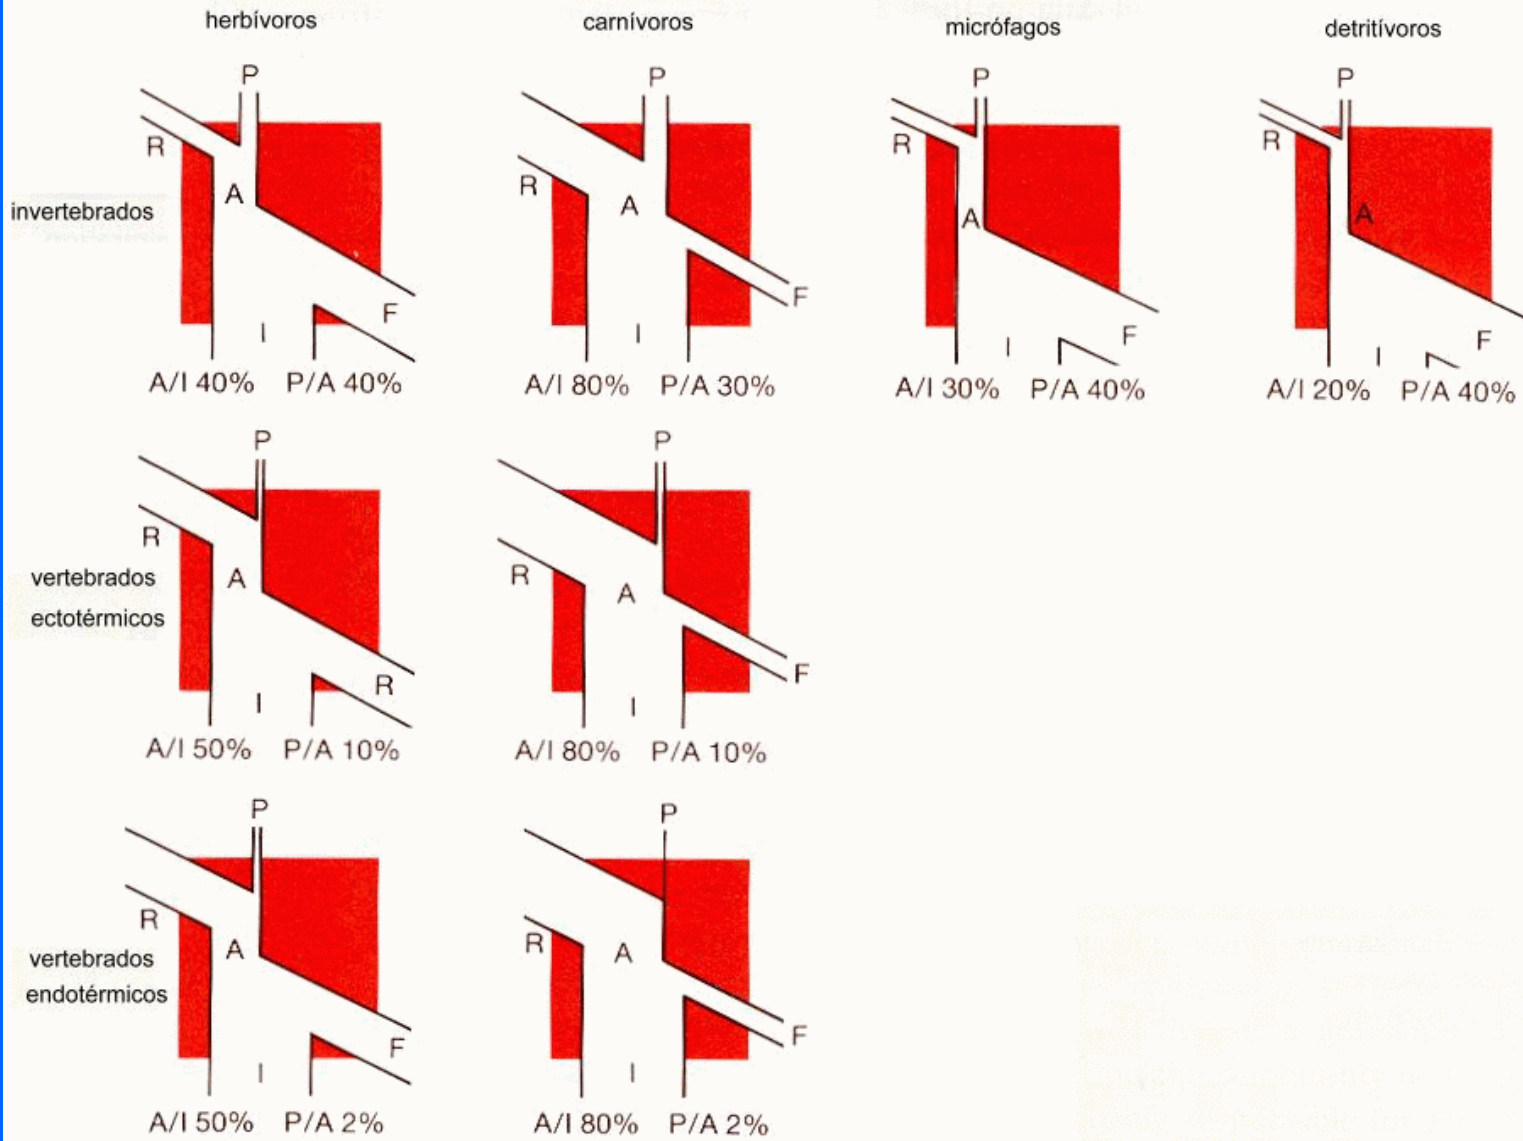 herbívoros
carnívoros
micrófagos
detritívoros
invertebrados
P
R
A
F
I
A/I 40% P/A 40%
P
R
A
F
I
A/I 80% P/A 30%
P
R
A
F
I
A/I 30% P/A 40%
P
R
A
F
I
A/I 20% P/A 40%
vertebrados
ectotérmicos
P
R
A
R
I
A/I 50% P/A 10%
P
R
A
F
I
A/I 80% P/A 10%
vertebrados
endotérmicos
P
R
A
F
I
A/I 50% P/A 2%
P
R
A
F
I
A/I 80% P/A 2%